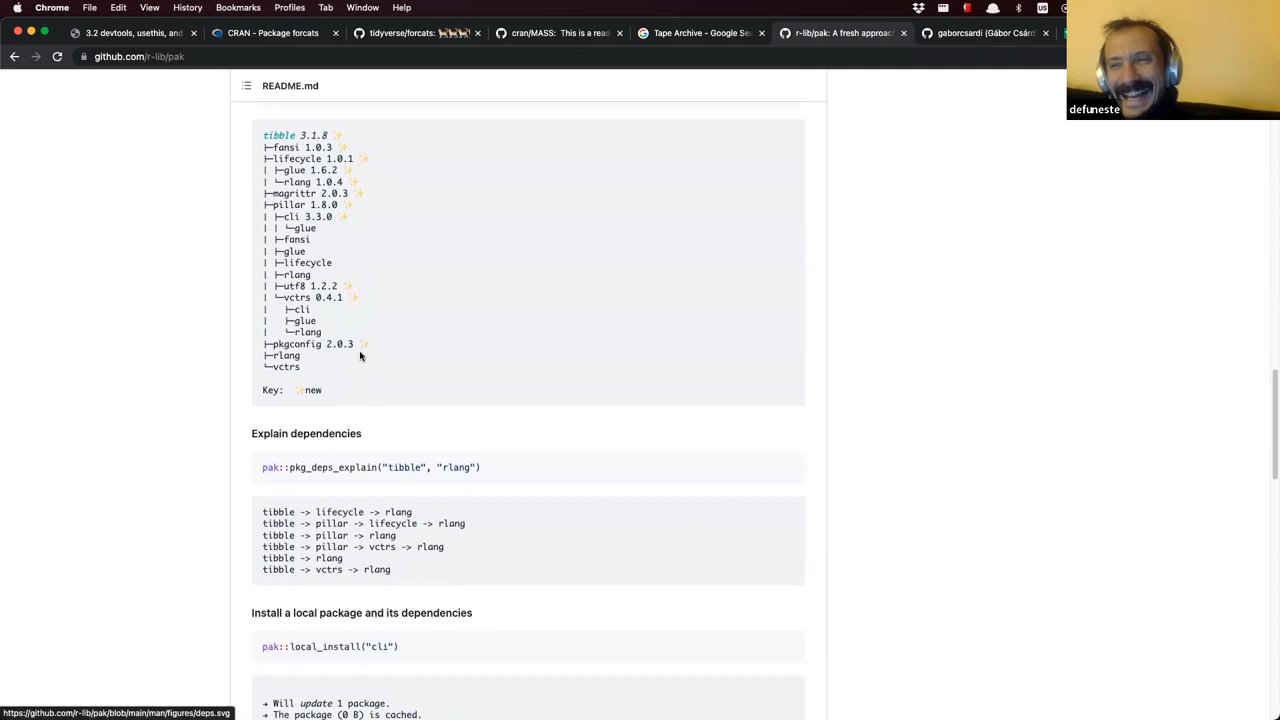 Chrome File Edit View History Bookmarks Profiles Tab Window Help
US
3.2 devtools, usethis, and
CRAN - Package forcats
tidyverse/forcats: 🐈🐈🐈🐈
cran/MASS: This is a read
Tape Archive - Google Sea
r-lib/pak: A fresh approac
gaborcsardi (Gábor Csárd
github.com/r-lib/pak
README.md
defuneste
tibble 3.1.8 ✨
├─fansi 1.0.3 ✨
├─lifecycle 1.0.1 ✨
│ ├─glue 1.6.2 ✨
│ └─rlang 1.0.4 ✨
├─magrittr 2.0.3 ✨
├─pillar 1.8.0 ✨
│ ├─cli 3.3.0 ✨
│ │ └─glue
│ ├─fansi
│ ├─glue
│ ├─lifecycle
│ ├─rlang
│ ├─utf8 1.2.2 ✨
│ └─vctrs 0.4.1 ✨
│   ├─cli
│   ├─glue
│   └─rlang
├─pkgconfig 2.0.3 ✨
├─rlang
└─vctrs
Key: ✨new
Explain dependencies
pak::pkg_deps_explain("tibble", "rlang")
tibble -> lifecycle -> rlang
tibble -> pillar -> lifecycle -> rlang
tibble -> pillar -> rlang
tibble -> pillar -> vctrs -> rlang
tibble -> rlang
tibble -> vctrs -> rlang
Install a local package and its dependencies
pak::local_install("cli")
→ Will update 1 package.
→ The package (0 B) is cached.
https://github.com/r-lib/pak/blob/main/man/figures/deps.svg